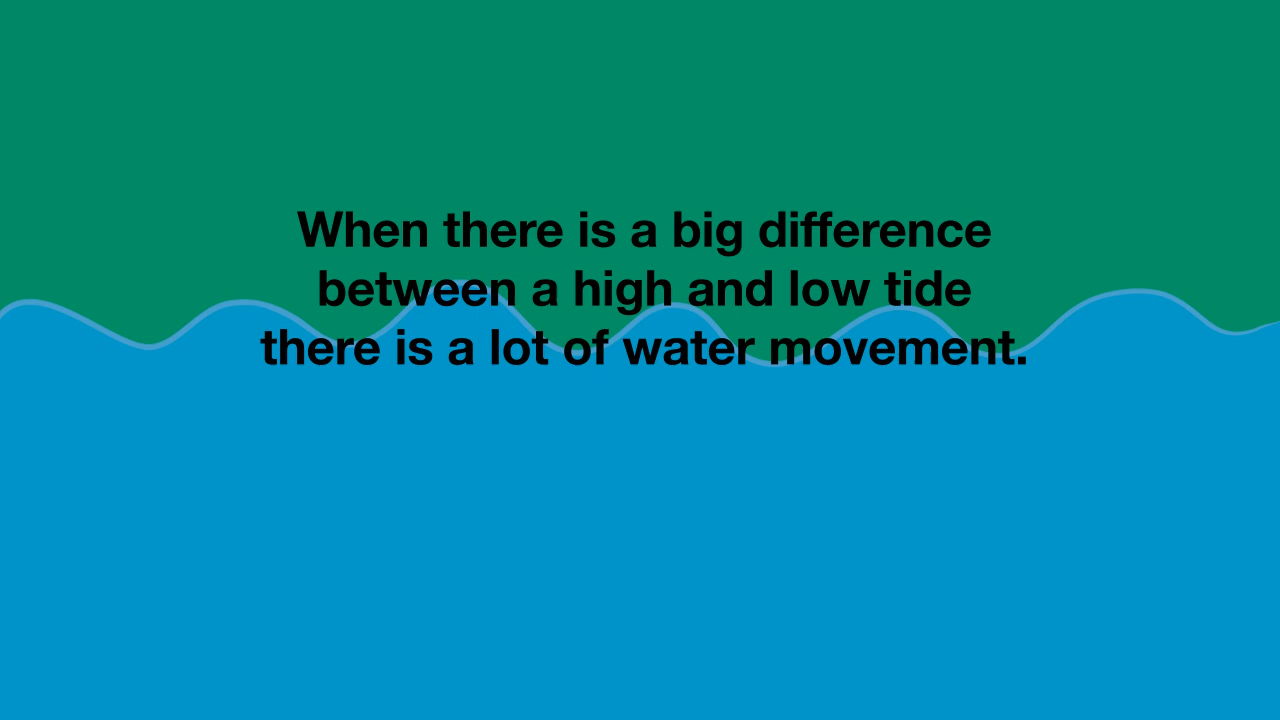 When there is a big difference
between a high and low tide
there is a lot of water movement.